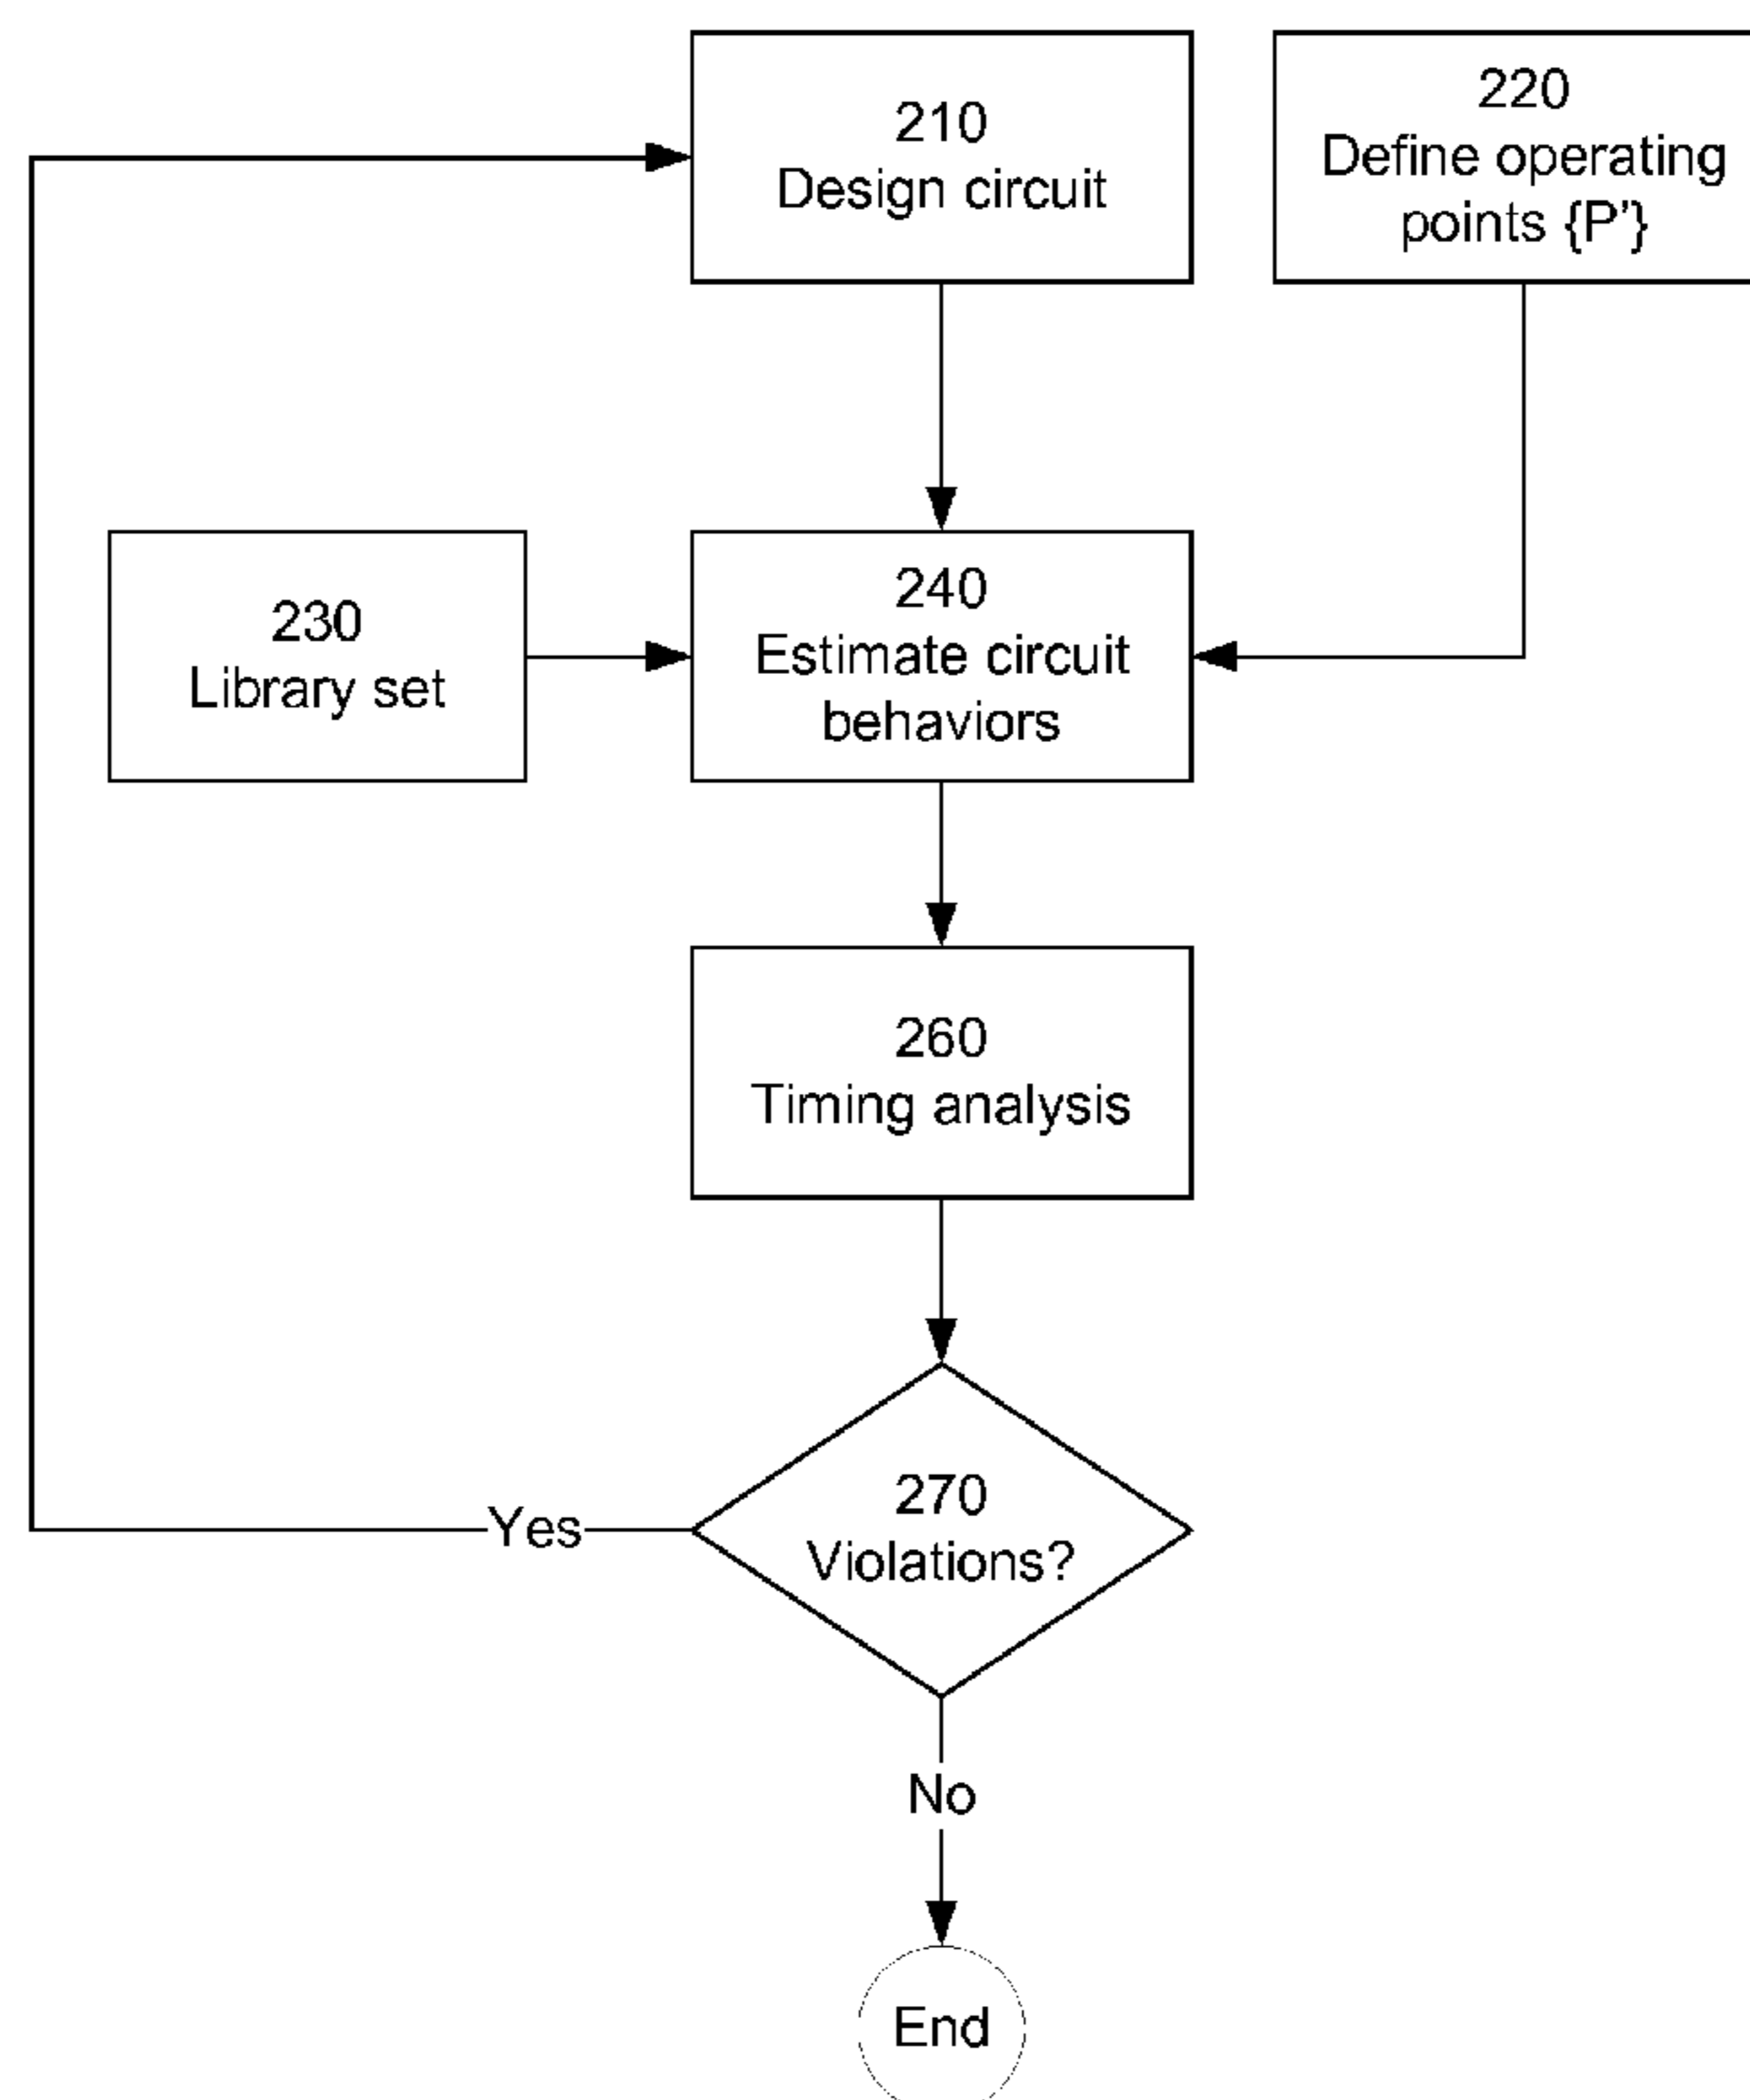 210
Design circuit
220
Define operating
points {P’}
230
Library set
240
Estimate circuit
behaviors
260
Timing analysis
270
Violations?
Yes
No
End